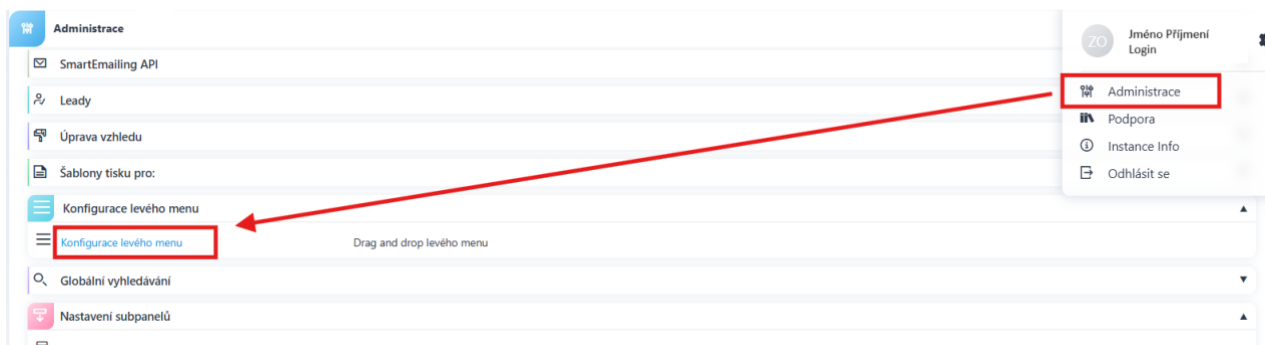 Administrace
SmartEmailing API
Leady
Úprava vzhledu
Šablony tisku pro:
Konfigurace levého menu
Konfigurace levého menu Drag and drop levého menu
Globální vyhledávání
Nastavení subpanelů
ZO Jméno Příjmení
Login
Administrace
Podpora
Instance Info
Odhlásit se